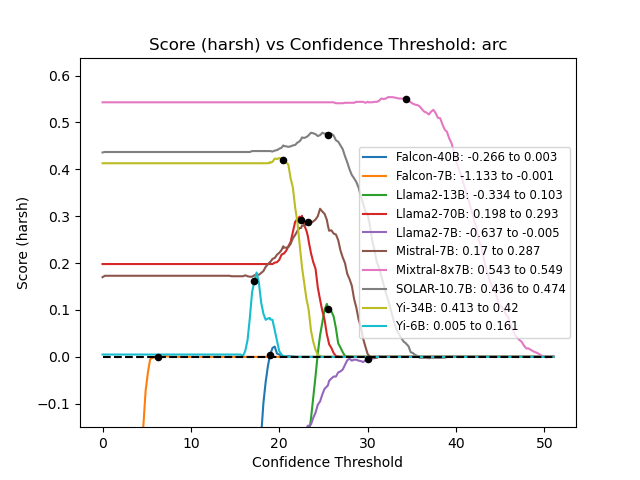 Score (harsh) vs Confidence Threshold: arc
Score (harsh)
0.6
0.5
0.4
0.3
0.2
0.1
0.0
−0.1
Falcon-40B: -0.266 to 0.003
Falcon-7B: -1.133 to -0.001
Llama2-13B: -0.334 to 0.103
Llama2-70B: 0.198 to 0.293
Llama2-7B: -0.637 to -0.005
Mistral-7B: 0.17 to 0.287
Mixtral-8x7B: 0.543 to 0.549
SOLAR-10.7B: 0.436 to 0.474
Yi-34B: 0.413 to 0.42
Yi-6B: 0.005 to 0.161
0 10 20 30 40 50
Confidence Threshold